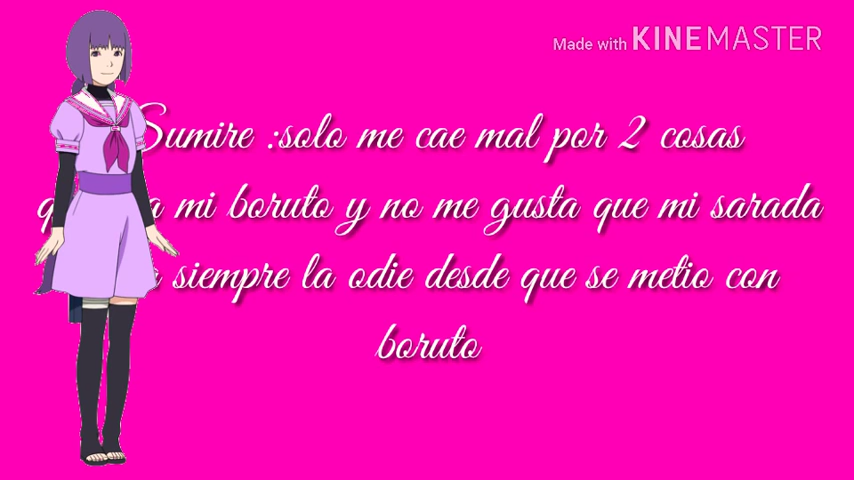 Made with KINEMASTER
Sumire :solo me cae mal por 2 cosas
mi boruto y no me gusta que mi sarada
siempre la odie desde que se metio con
boruto